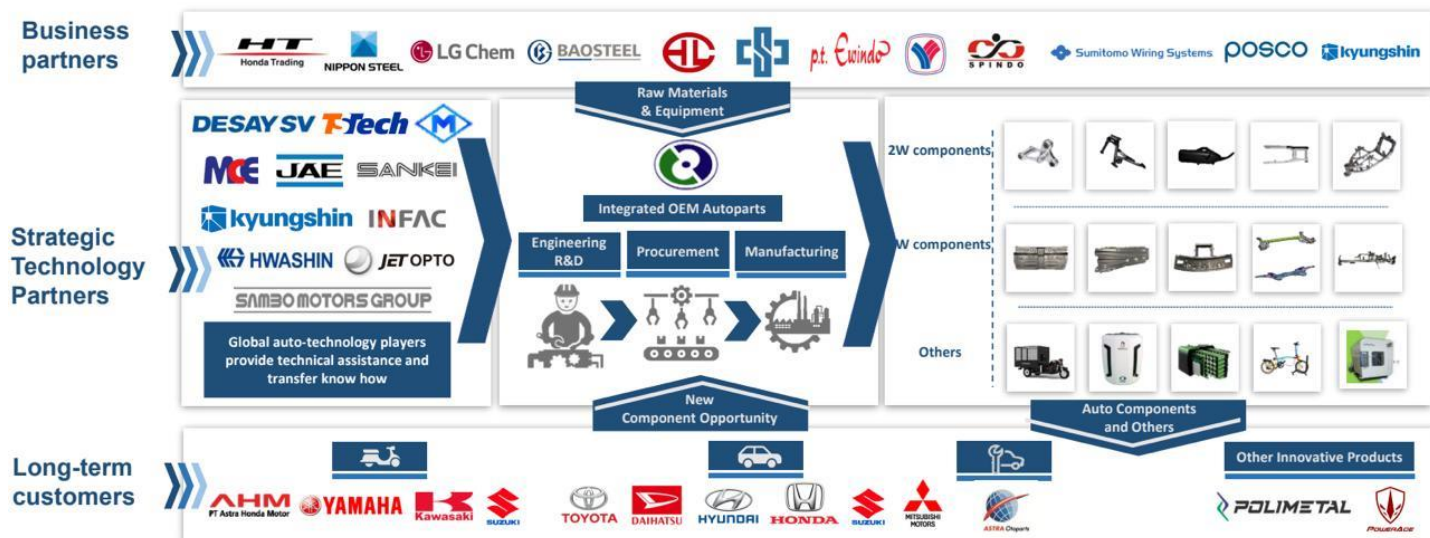 Business
partners
HT
Honda Trading
NIPPON STEEL
LG Chem
BAOSTEEL
p.t. Ewindo
SPINDO
Sumitomo Wiring Systems
posco
kyungshin
Raw Materials
& Equipment
Strategic
Technology
Partners
DESAY SV
T-Tech
M
MCE
JAE
SANKEI
kyungshin
INFAC
HWASHIN
JET OPTO
SAMBO MOTORS GROUP
Global auto-technology players
provide technical assistance and
transfer know how
Integrated OEM Autoparts
Engineering
R&D
Procurement
Manufacturing
2W components
W components
Others
New
Component Opportunity
Auto Components
and Others
Long-term
customers
AHM
PT Astra Honda Motor
YAMAHA
Kawasaki
SUZUKI
TOYOTA
DAIHATSU
HYUNDAI
HONDA
SUZUKI
MITSUBISHI
MOTORS
ASTRA Otoparts
Other Innovative Products
POLIMETAL
POWERACE